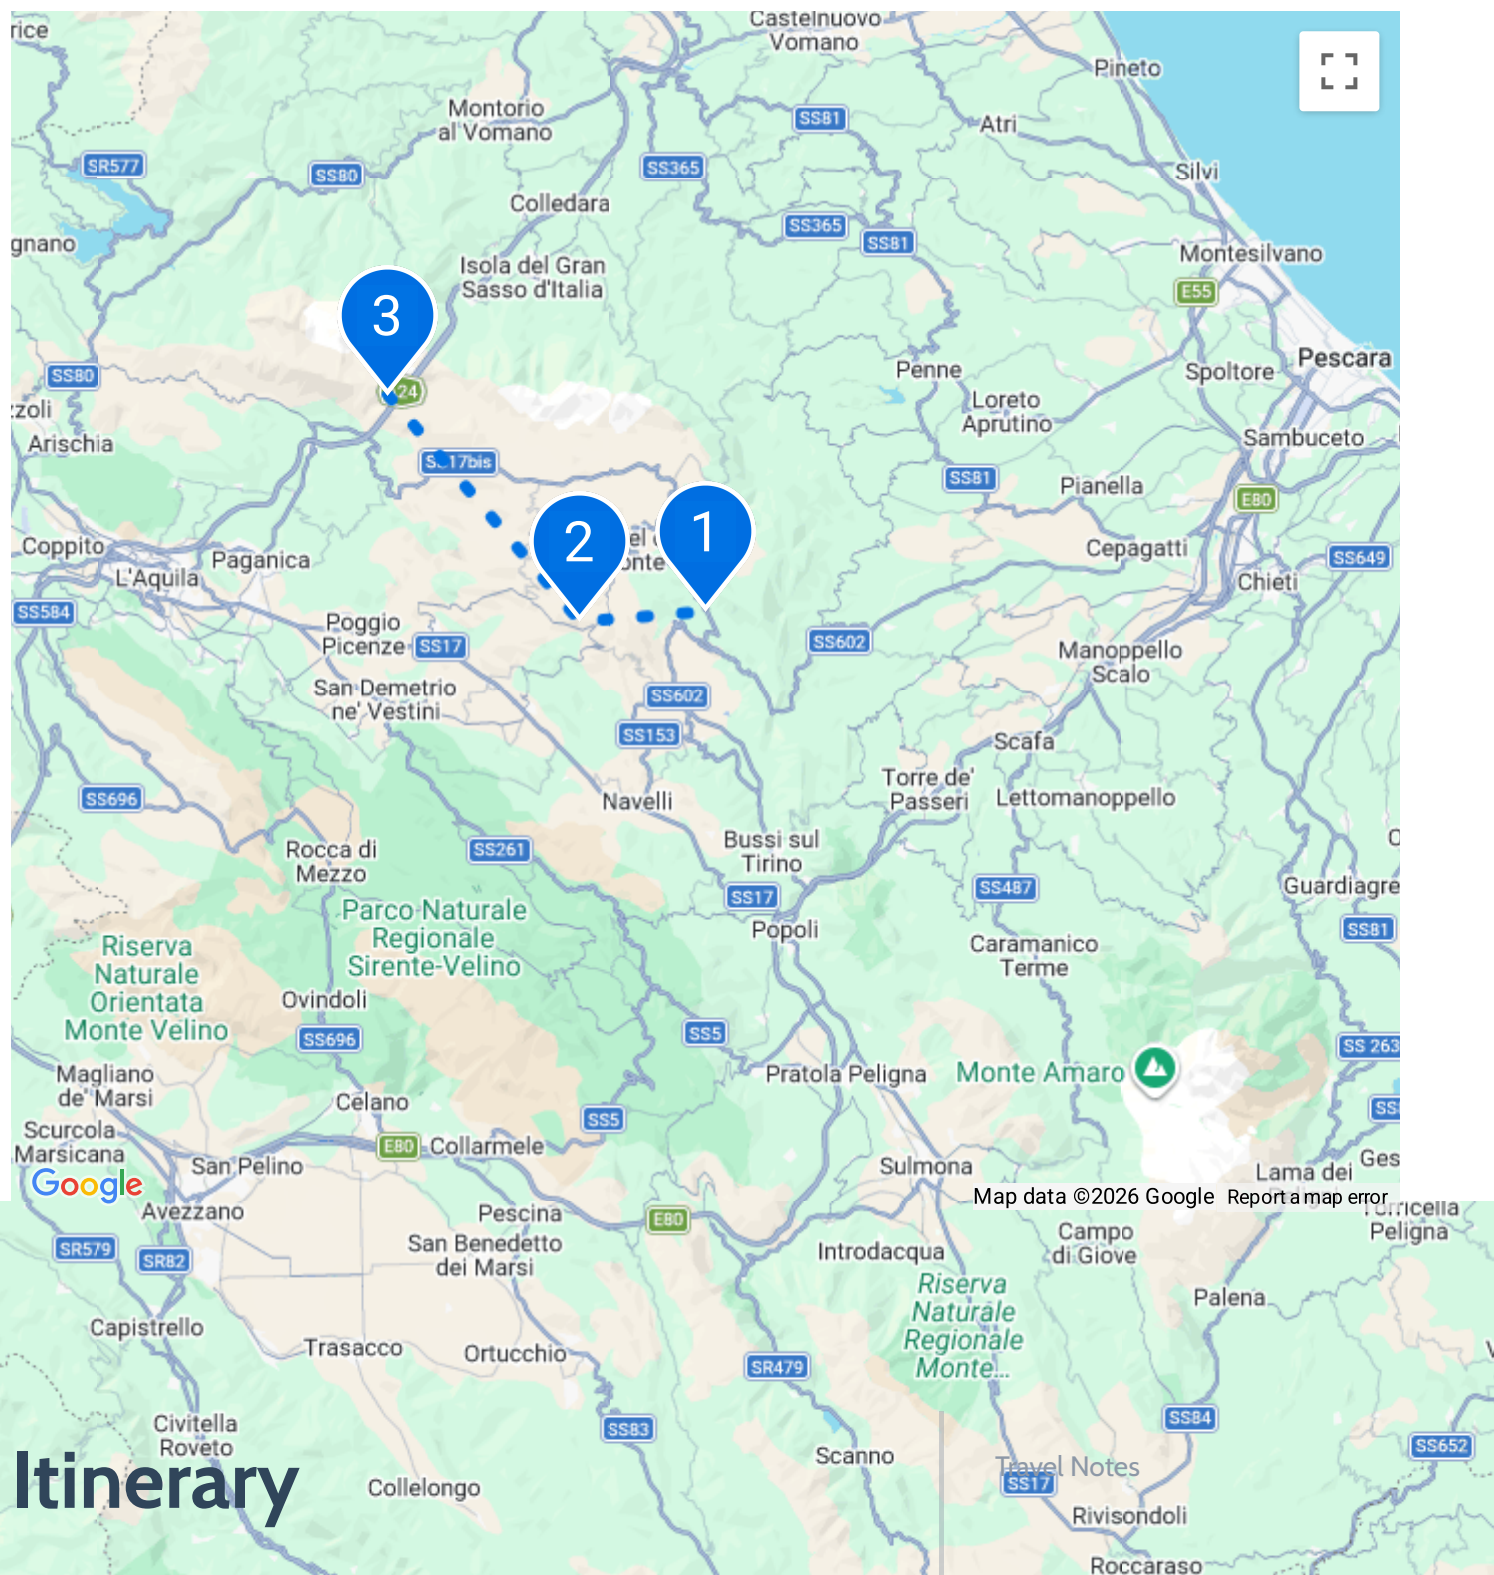 rice
Castelnuovo
Vomano
Pineto
Montorio
al Vomano
SS81
Atri
SR577
SS80
SS365
Silvi
Colledara
SS365
SS81
gnano
Montesilvano
Isola del Gran
Sasso d'Italia
E55
3
Pescara
SS80
24
Penne
Spoltore
zoli
Loreto
Aprutino
Arischia
Sambuceto
17bis
SS81
Pianella
E80
2
1
el
onte
Coppito
Paganica
L'Aquila
Cepagatti
SS649
Chieti
SS584
Poggio
Picenze
SS17
SS602
Manoppello
Scalo
San Demetrio
ne' Vestini
SS602
SS153
Scafa
Torre de'
Passeri
SS696
Navelli
Lettomanoppello
Rocca di
Mezzo
SS261
Bussi sul
Tirino
SS17
SS487
Guardiagre
Parco Naturale
Regionale
Sirente-Velino
Popoli
SS81
Riserva
Naturale
Orientata
Monte Velino
Caramanico
Terme
Ovindoli
SS696
SS5
SS 263
Magliano
de' Marsi
Pratola Peligna
Monte Amaro
Celano
SS5
Scurcola
Marsicana
E80
Collarmele
San Pelino
Sulmona
Lama dei
Ges
Google
Map data ©2026 Google
Report a map error
Avezzano
Pescina
E80
Torricella
Peligna
SR579
SR82
San Benedetto
dei Marsi
Introdacqua
Campo
di Giove
Riserva
Naturale
Regionale
Monte...
Palena
Capistrello
Trasacco
Ortucchio
SR479
Civitella
Roveto
SS83
SS84
SS652
Scanno
Itinerary
Travel Notes
SS17
Collelongo
Rivisondoli
Roccaraso